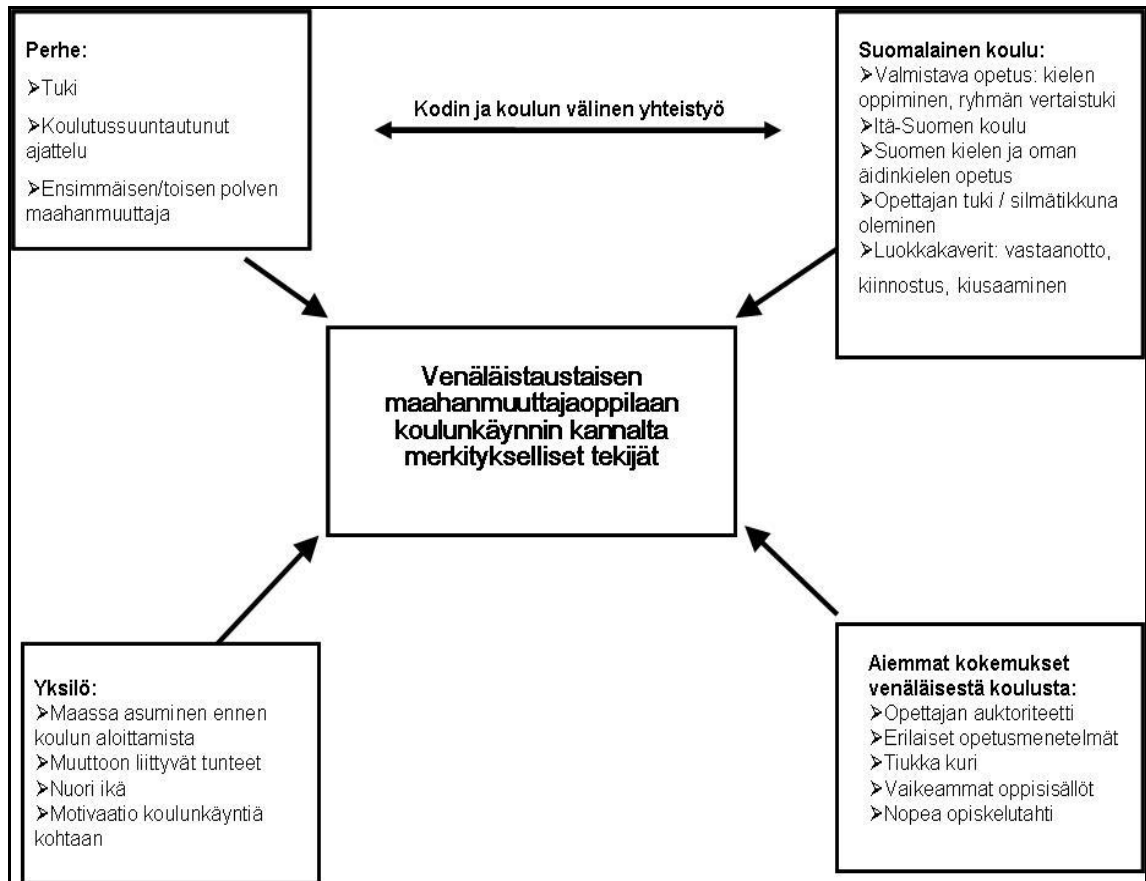 Perhe:
➢Tuki
➢Koulutussuuntautunut
ajattelu
➢Ensimmäisen/toisen polven
maahanmuuttaja
Kodin ja koulun välinen yhteistyö
Suomalainen koulu:
➢Valmistava opetus: kielen
oppiminen, ryhmän vertaistuki
➢Itä-Suomen koulu
➢Suomen kielen ja oman
äidinkielen opetus
➢Opettajan tuki / silmätikkuna
oleminen
➢Luokkakaverit: vastaanotto,
kiinnostus, kiusaaminen
Venäläistaustaisen
maahanmuuttajaoppilaan
koulunkäynnin kannalta
merkitykselliset tekijät
Yksilö:
➢Maassa asuminen ennen
koulun aloittamista
➢Muuttoon liittyvät tunteet
➢Nuori ikä
➢Motivaatio koulunkäyntiä
kohtaan
Aiemmat kokemukset
venäläisestä koulusta:
➢Opettajan auktoriteetti
➢Erilaiset opetusmenetelmät
➢Tiukka kuri
➢Vaikeammat oppisisällöt
➢Nopea opiskelutahti